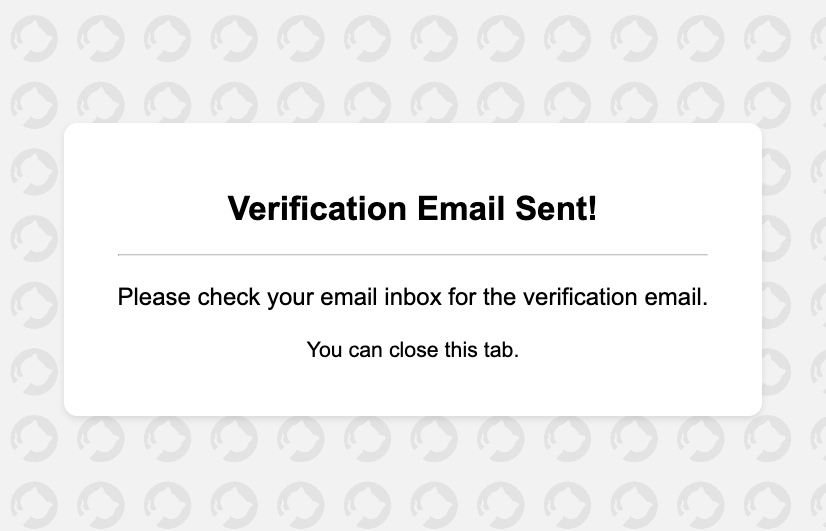 Verification Email Sent!
Please check your email inbox for the verification email.
You can close this tab.